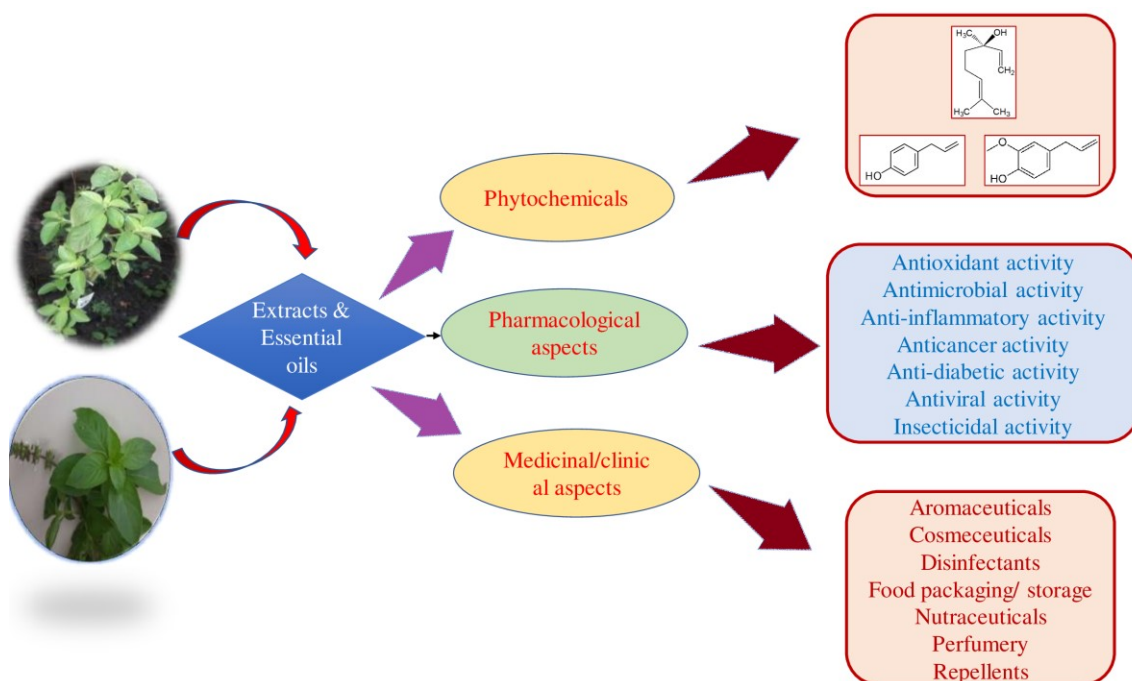 H₃C OH
CH₂
H₃C CH₃
HO
O
HO
Phytochemicals
Extracts &
Essential
oils
Pharmacological
aspects
Medicinal/clinic
al aspects
Antioxidant activity
Antimicrobial activity
Anti-inflammatory activity
Anticancer activity
Anti-diabetic activity
Antiviral activity
Insecticidal activity
Aromaceuticals
Cosmeceuticals
Disinfectants
Food packaging/ storage
Nutraceuticals
Perfumery
Repellents